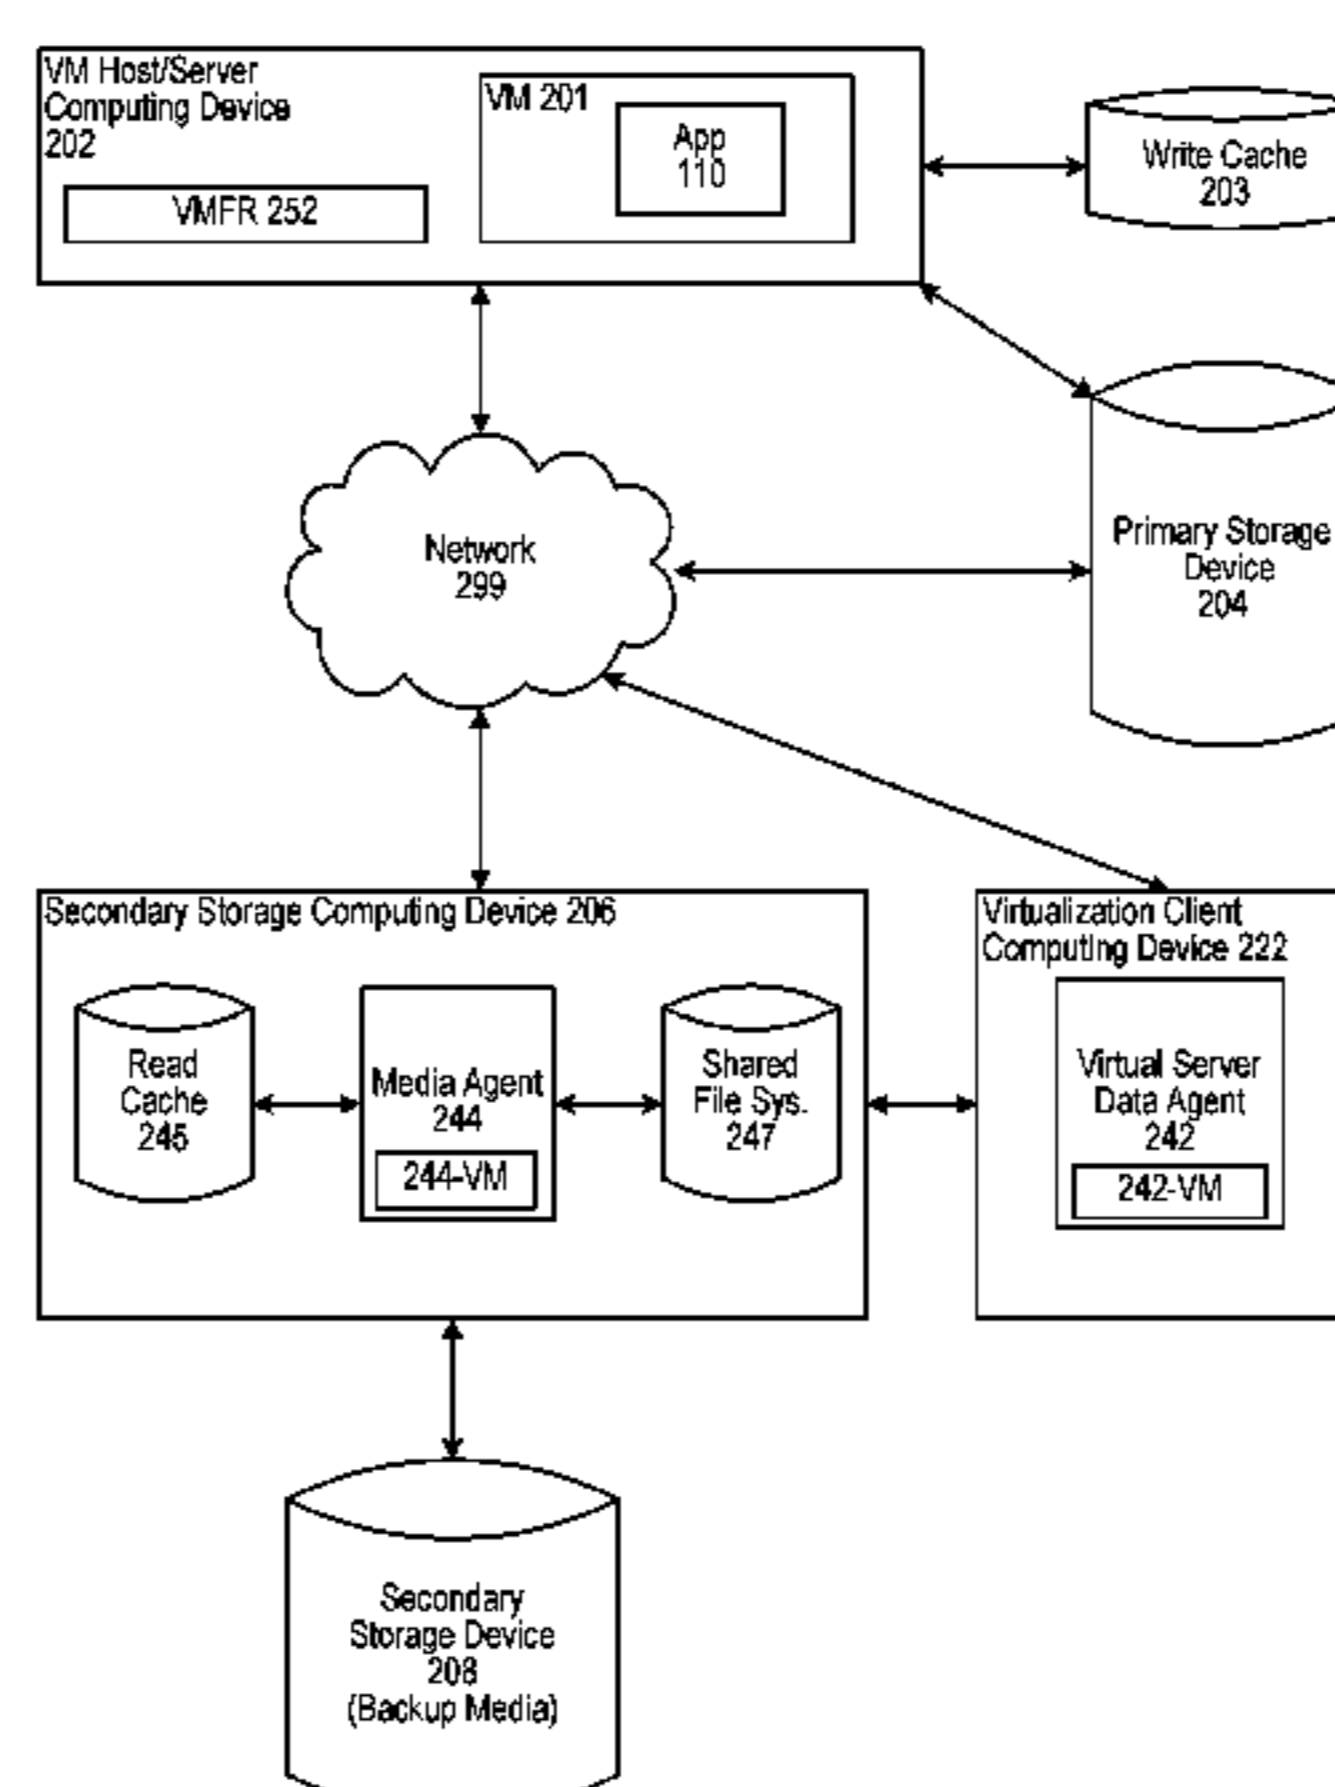 VM Host/Server
Computing Device
202
VMFR 252
VM 201
App
110
Write Cache
203
Network
299
Primary Storage
Device
204
Secondary Storage Computing Device 206
Read
Cache
245
Media Agent
244
244-VM
Shared
File Sys.
247
Virtualization Client
Computing Device 222
Virtual Server
Data Agent
242
242-VM
Secondary
Storage Device
208
(Backup Media)